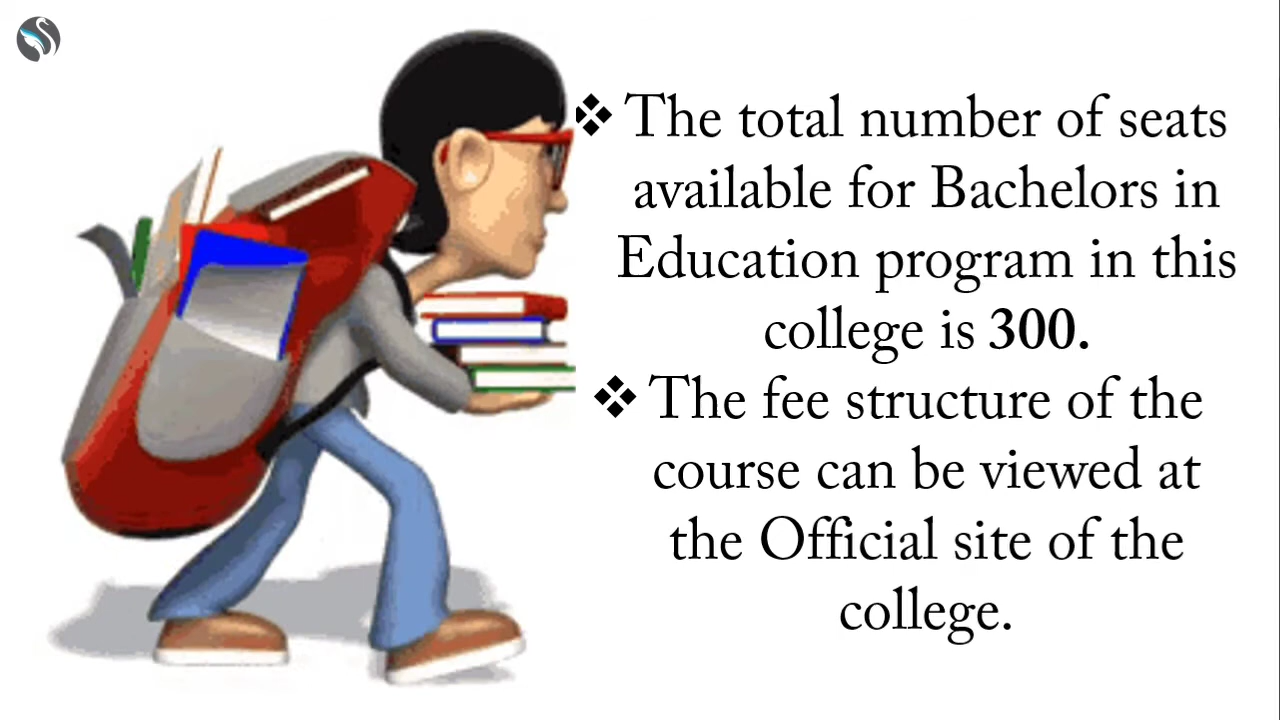 ❖ The total number of seats
available for Bachelors in
Education program in this
college is 300.
❖ The fee structure of the
course can be viewed at
the Official site of the
college.